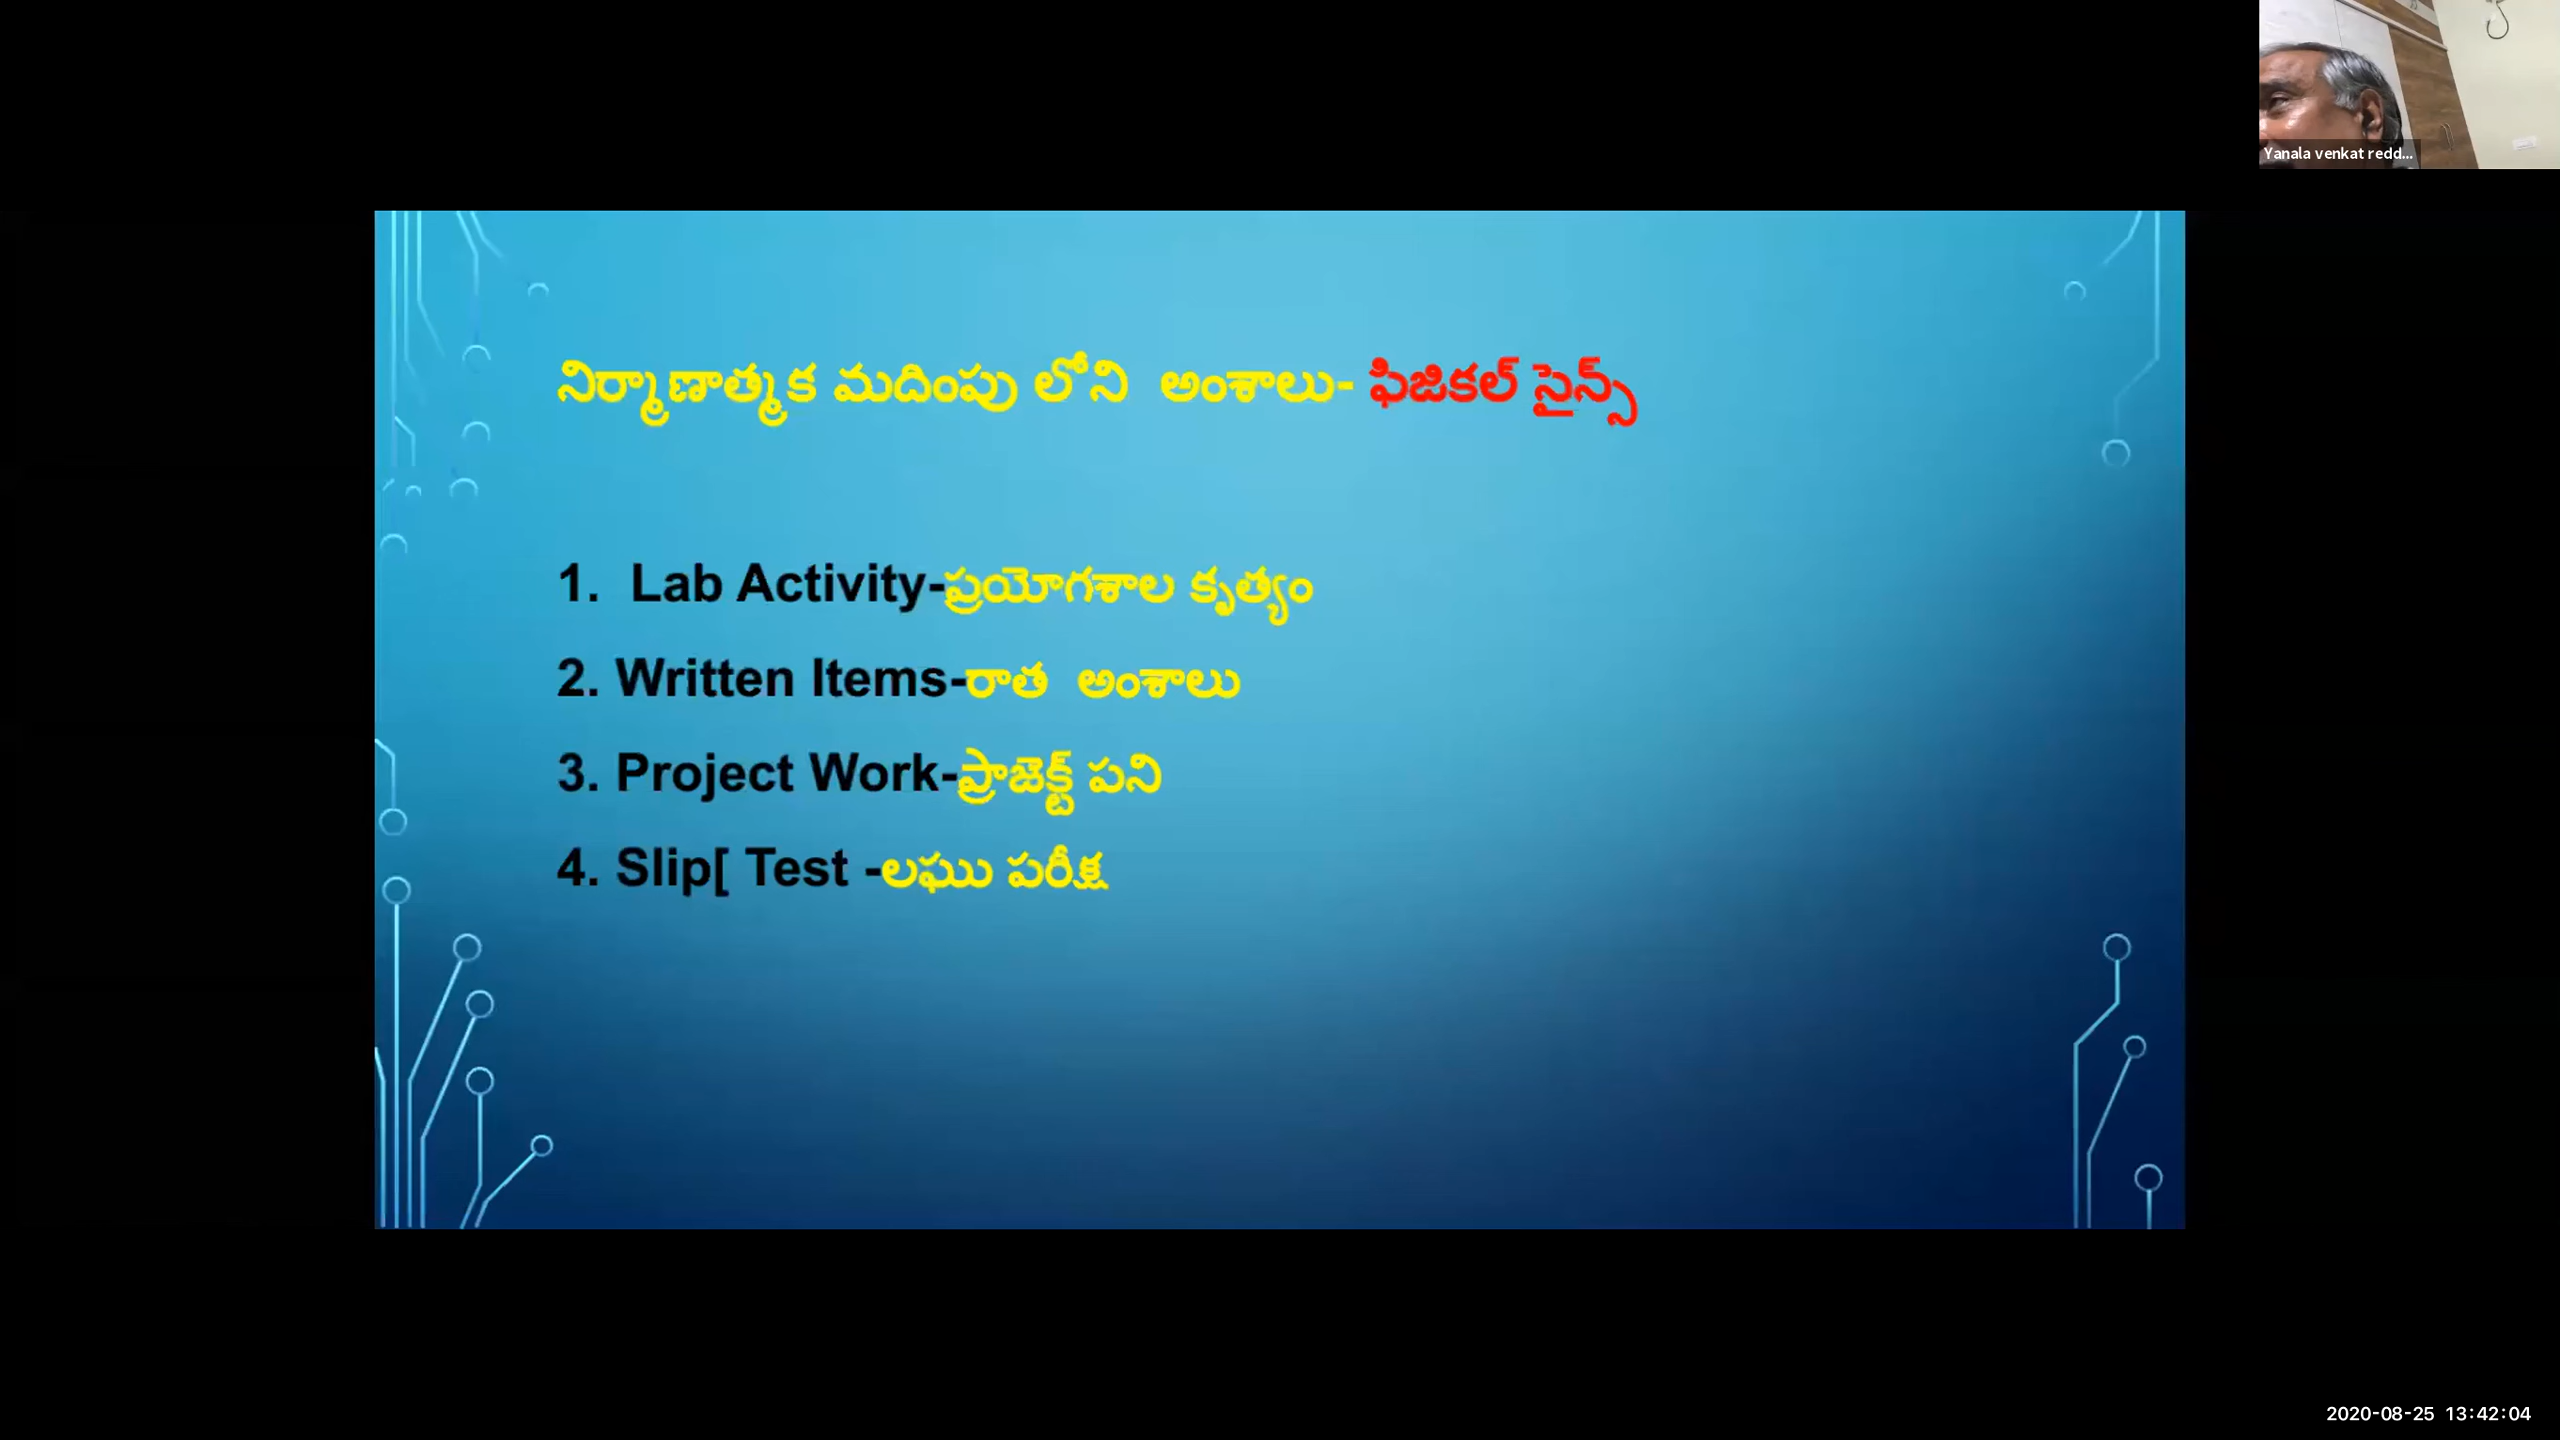 Yanala venkat redd...
నిర్మాణాత్మక మదింపు లోని అంశాలు- ఫిజికల్ సైన్స్
1. Lab Activity-ప్రయోగశాల కృత్యం
2. Written Items-రాత అంశాలు
3. Project Work-ప్రాజెక్ట్ పని
4. Slip[ Test -లఘు పరీక్ష
2020-08-25 13:42:04